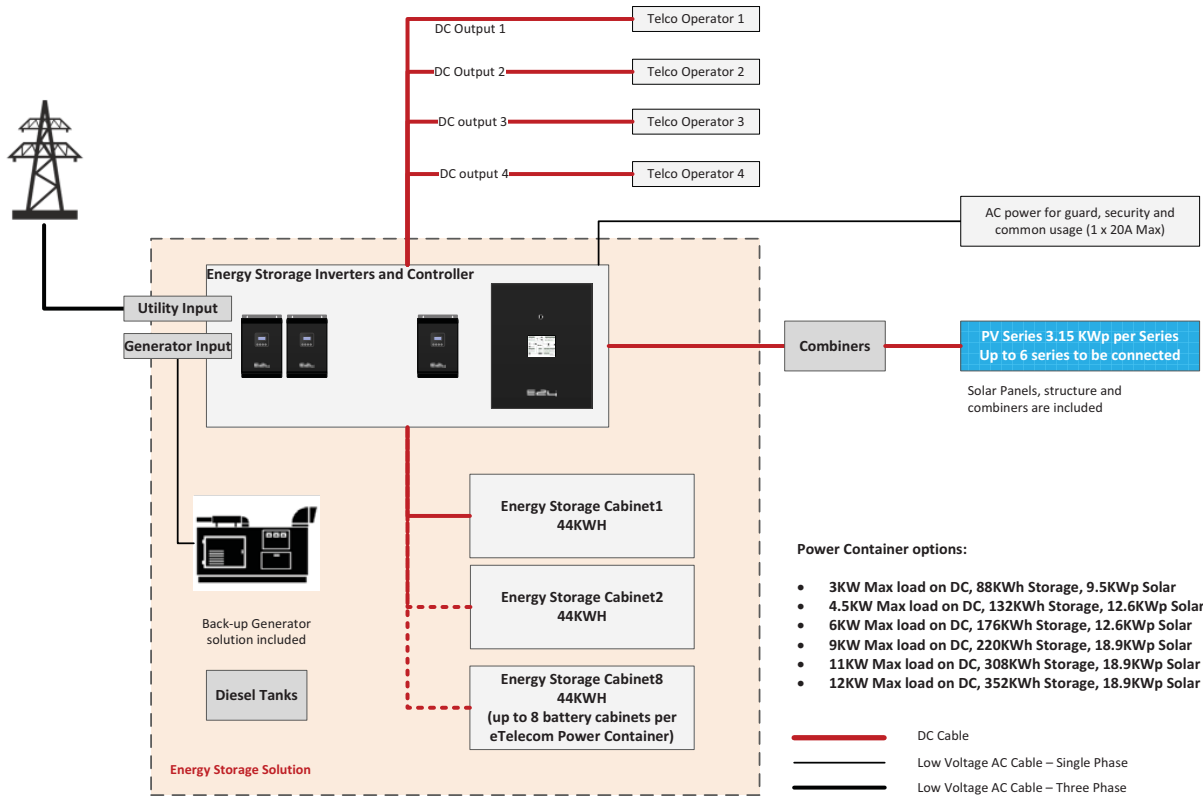 DC Output 1
Telco Operator 1
DC Output 2
Telco Operator 2
DC output 3
Telco Operator 3
DC output 4
Telco Operator 4
AC power for guard, security and
common usage (1 x 20A Max)
Energy Strorage Inverters and Controller
Utility Input
Generator Input
Combiners
PV Series 3.15 KWp per Series
Up to 6 series to be connected
Solar Panels, structure and
combiners are included
Energy Storage Cabinet1
44KWH
Energy Storage Cabinet2
44KWH
Energy Storage Cabinet8
44KWH
(up to 8 battery cabinets per
eTelecom Power Container)
Back-up Generator
solution included
Diesel Tanks
Energy Storage Solution
Power Container options:
• 3KW Max load on DC, 88KWh Storage, 9.5KWp Solar
• 4.5KW Max load on DC, 132KWh Storage, 12.6KWp Solar
• 6KW Max load on DC, 176KWh Storage, 12.6KWp Solar
• 9KW Max load on DC, 220KWh Storage, 18.9KWp Solar
• 11KW Max load on DC, 308KWh Storage, 18.9KWp Solar
• 12KW Max load on DC, 352KWh Storage, 18.9KWp Solar
DC Cable
Low Voltage AC Cable – Single Phase
Low Voltage AC Cable – Three Phase